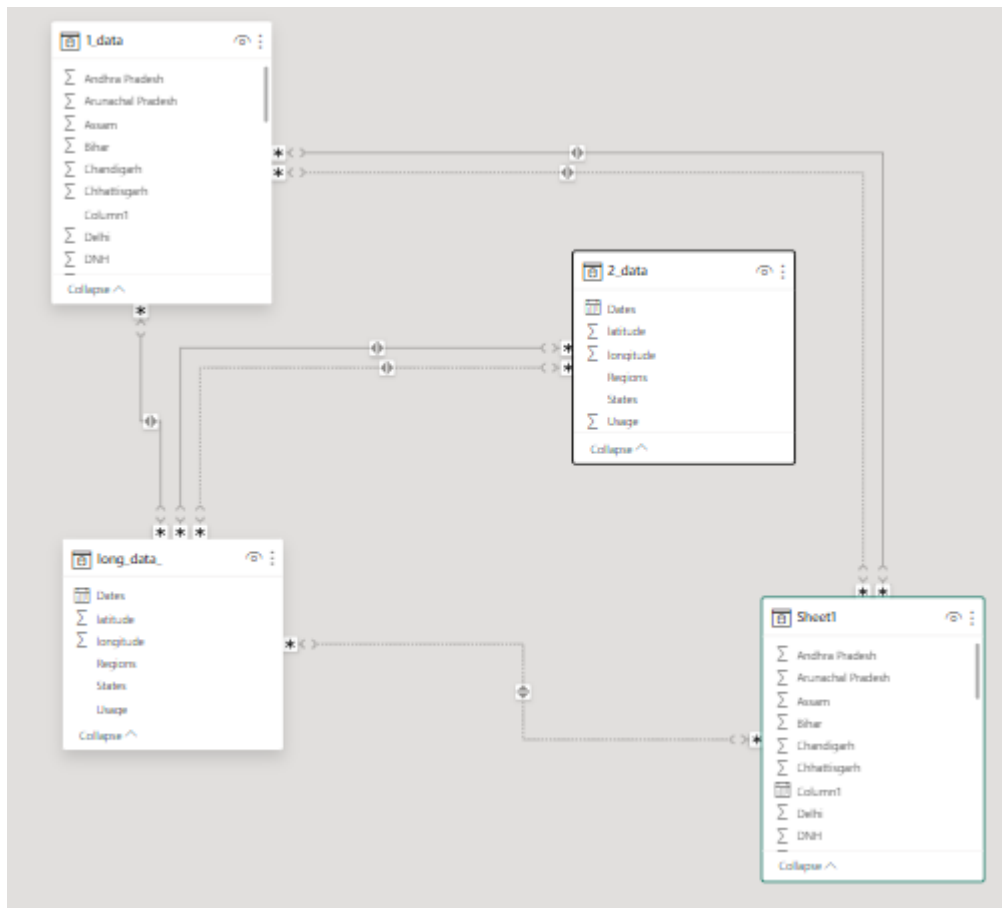 1_data
Andhra Pradesh
Arunachal Pradesh
Assam
Bihar
Chandigarh
Chhattisgarh
Column1
Delhi
DNH
Collapse
2_data
Dates
latitude
longitude
Regions
States
Usage
Collapse
long_data_
Dates
latitude
longitude
Regions
States
Usage
Collapse
Sheet1
Andhra Pradesh
Arunachal Pradesh
Assam
Bihar
Chandigarh
Chhattisgarh
Column1
Delhi
DNH
Collapse